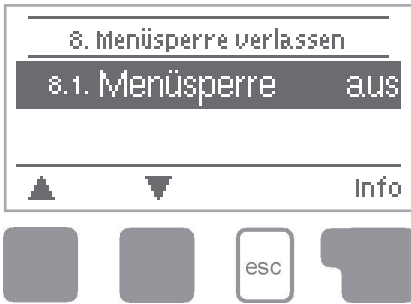 8. Menüsperre verlassen
8.1. Menüsperre aus
Info
esc